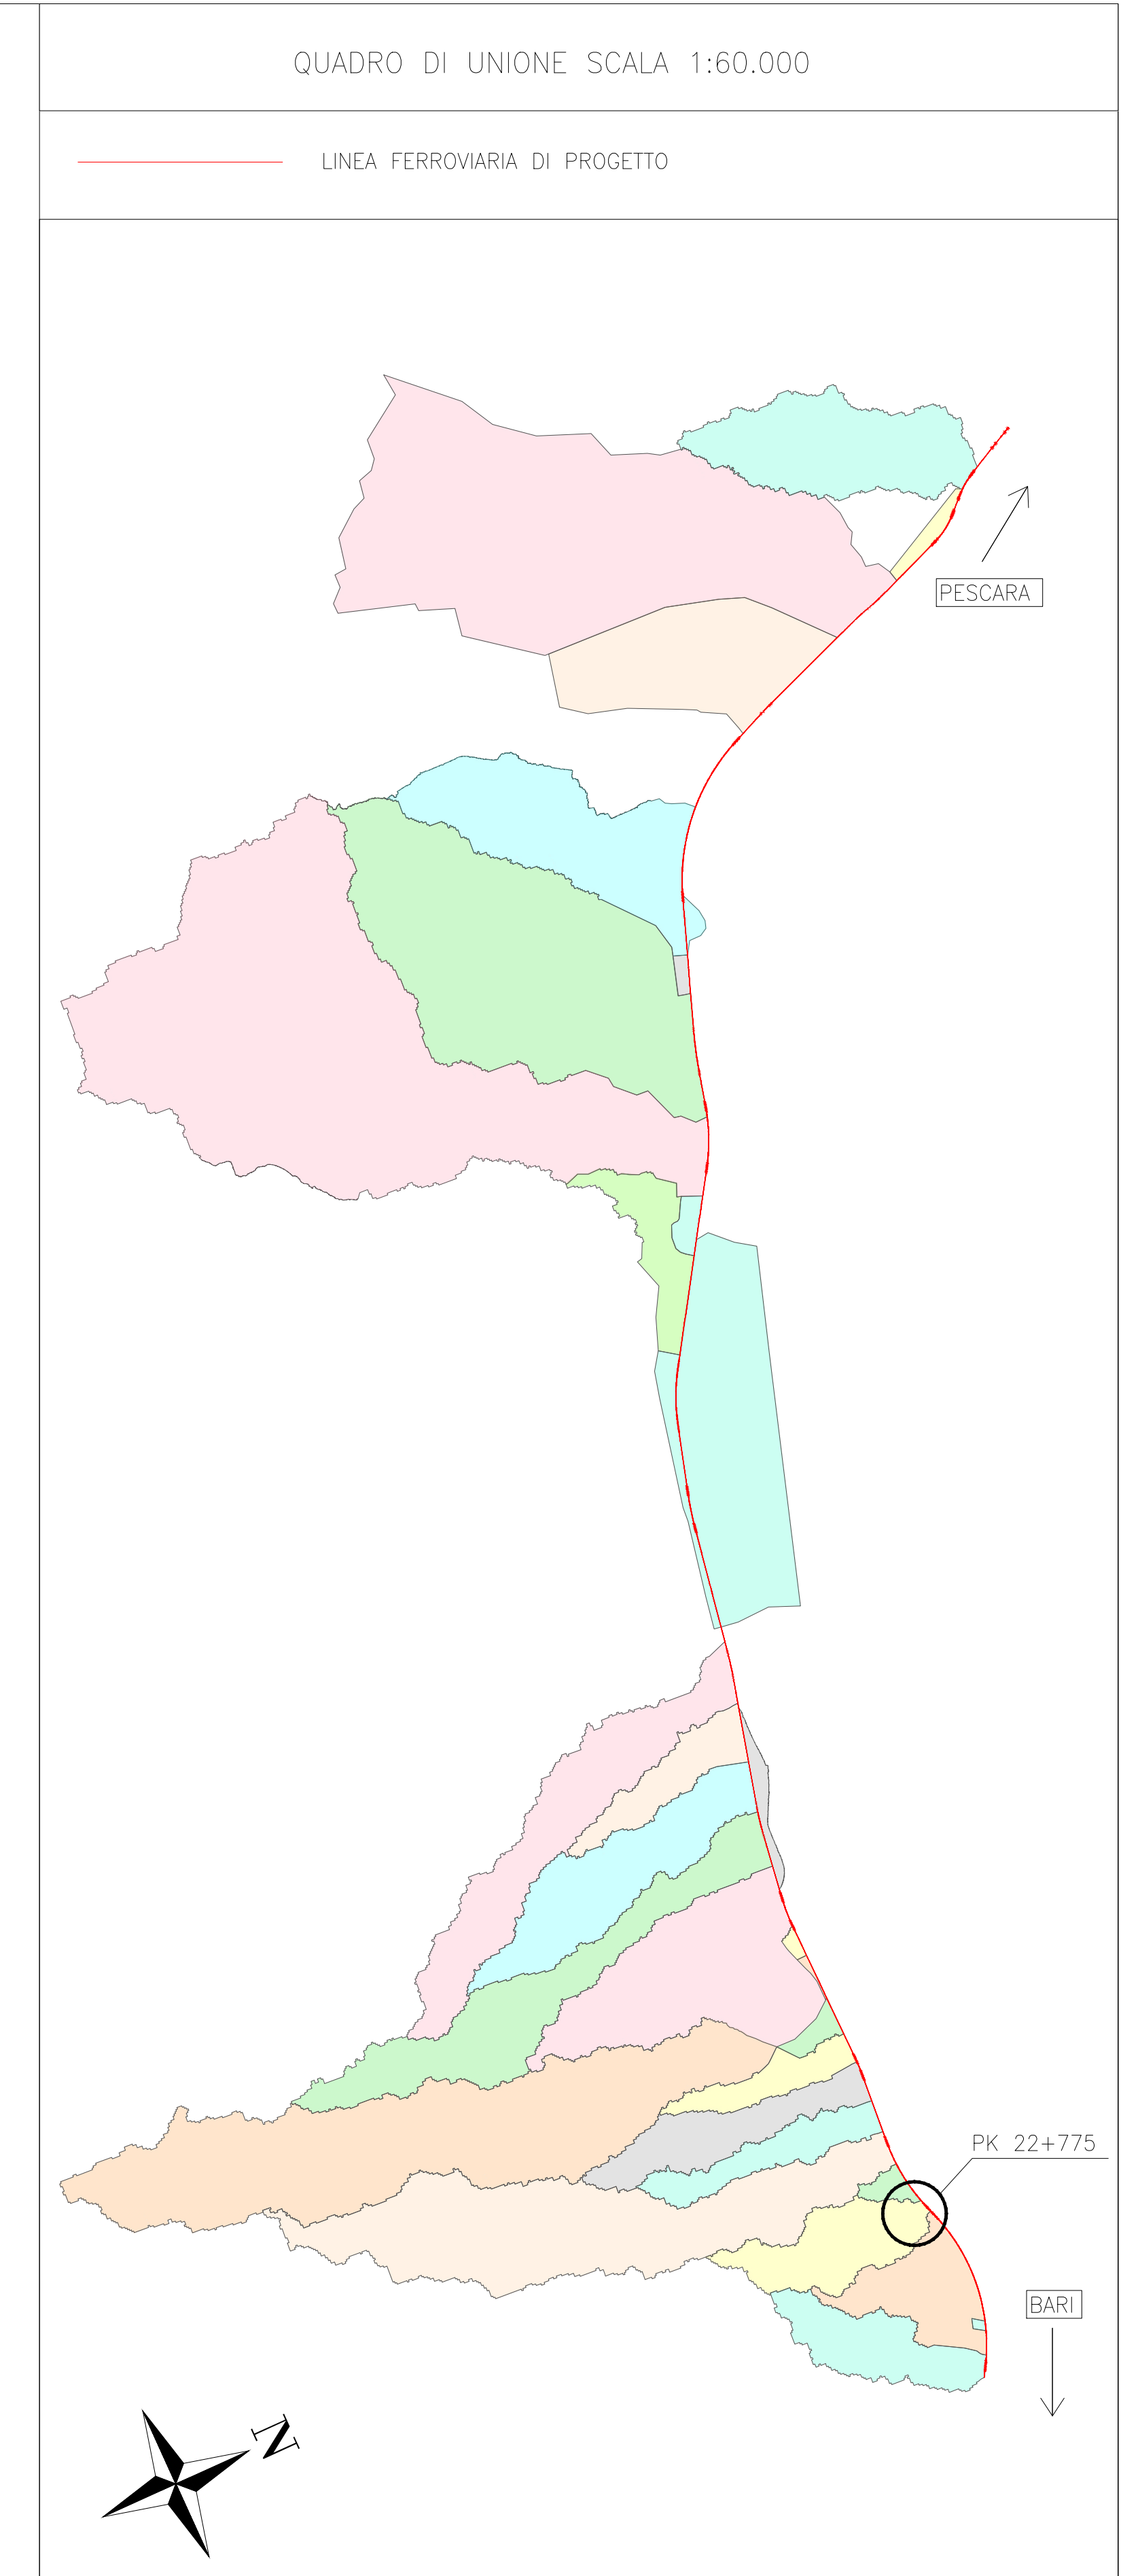 QUADRO DI UNIONE SCALA 1:60.000
LINEA FERROVIARIA DI PROGETTO
PESCARA
PK 22+775
BARI
N